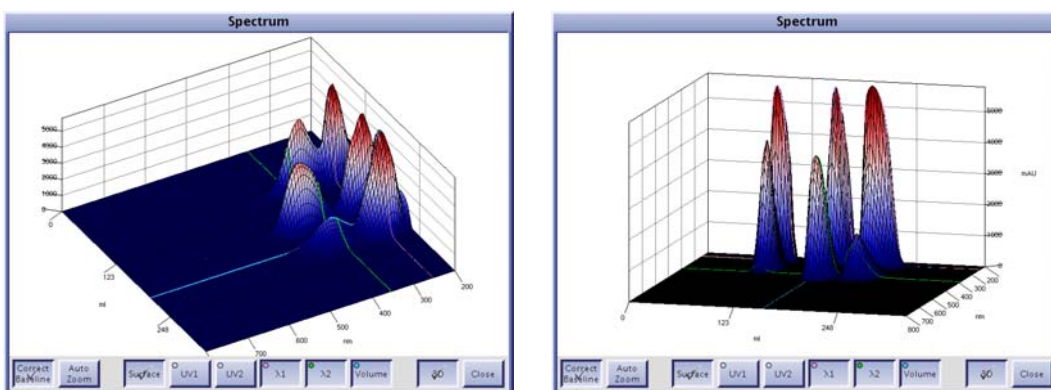 Spectrum
5000
4000
3000
2000
1000
0
0
123
ml
248
700
600
500
nm
400
300
200
Correct Baseline
Auto Zoom
Surface
UV1
UV2
λ1
λ2
Volume
3D
Close
Spectrum
5000
4000
3000
mAU
2000
1000
0
0
123
ml
248
800
700
600
500
400
300
200
nm
Correct Baseline
Auto Zoom
Surface
UV1
UV2
λ1
λ2
Volume
3D
Close